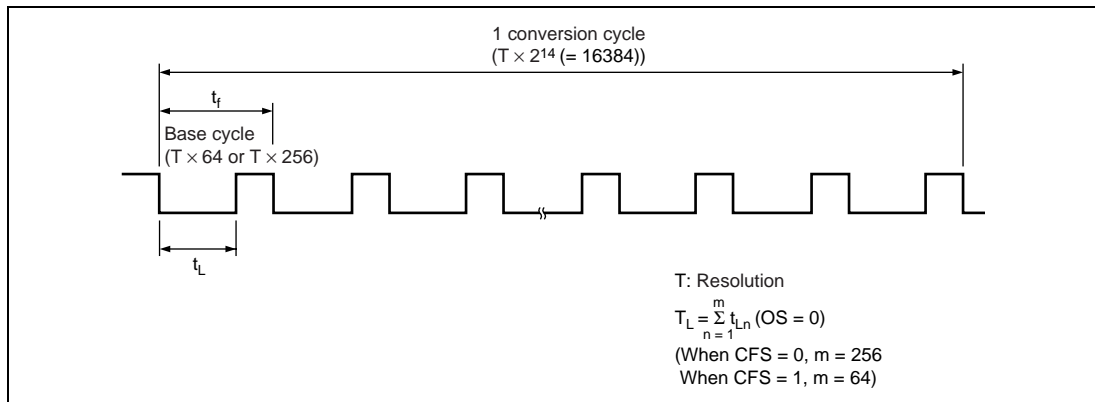 1 conversion cycle
(T × 2¹⁴ (= 16384))
t_f
Base cycle
(T × 64 or T × 256)
t_L
T: Resolution
m
T_L = Σ t_Ln (OS = 0)
n = 1
(When CFS = 0, m = 256
When CFS = 1, m = 64)